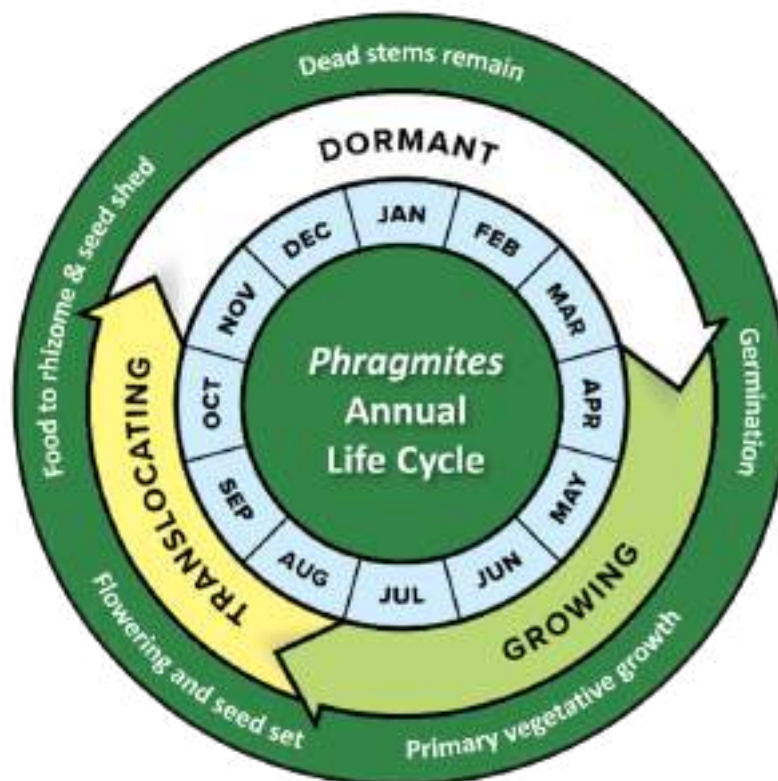 Dead stems remain
Germination
Primary vegetative growth
Flowering and seed set
Food to rhizome & seed shed
DORMANT
GROWING
TRANSLOCATING
JAN
FEB
MAR
APR
MAY
JUN
JUL
AUG
SEP
OCT
NOV
DEC
Phragmites
Annual
Life Cycle